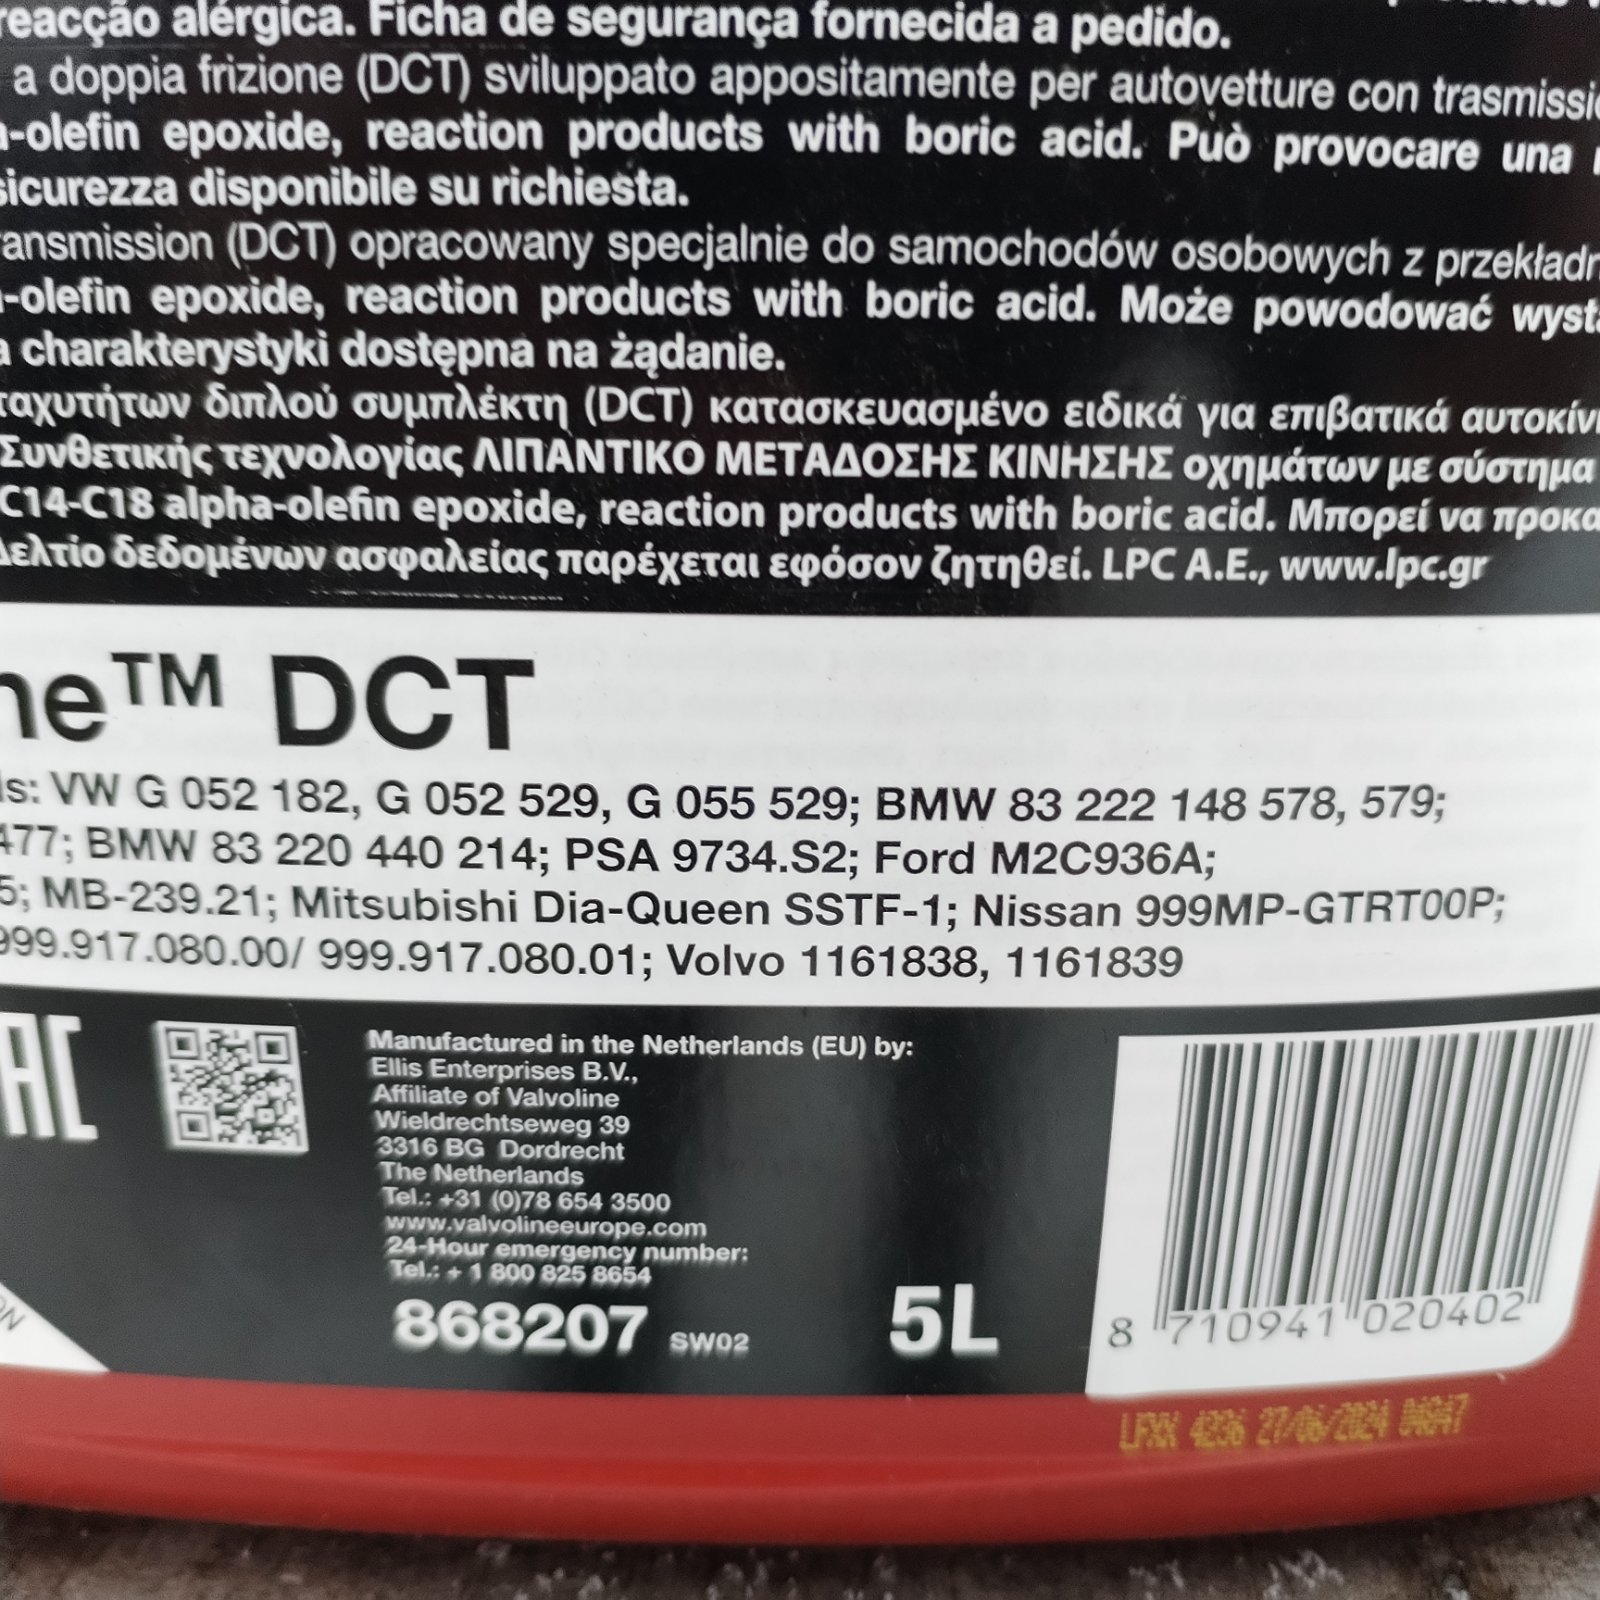 reacção alérgica. Ficha de segurança fornecida a pedido.
a doppia frizione (DCT) sviluppato appositamente per autovetture con trasmissio
-olefin epoxide, reaction products with boric acid. Può provocare una
sicurezza disponibile su richiesta.
ransmission (DCT) opracowany specjalnie do samochodów osobowych z przekładn
-olefin epoxide, reaction products with boric acid. Może powodować wysta
charakterystyki dostępna na żądanie.
ταχυτήτων διπλού συμπλέκτη (DCT) κατασκευασμένο ειδικά για επιβατικά αυτοκίνη
Συνθετικής τεχνολογίας ΛΙΠΑΝΤΙΚΟ ΜΕΤΑΔΟΣΗΣ ΚΙΝΗΣΗΣ οχημάτων με σύστημα
C14-C18 alpha-olefin epoxide, reaction products with boric acid. Μπορεί να προκα
Δελτίο δεδομένων ασφαλείας παρέχεται εφόσον ζητηθεί. LPC A.E., www.lpc.gr
ne™ DCT
ls: VW G 052 182, G 052 529, G 055 529; BMW 83 222 148 578, 579;
477; BMW 83 220 440 214; PSA 9734.S2; Ford M2C936A;
5; MB-239.21; Mitsubishi Dia-Queen SSTF-1; Nissan 999MP-GTRT00P;
999.917.080.00/ 999.917.080.01; Volvo 1161838, 1161839
EAC
Manufactured in the Netherlands (EU) by:
Ellis Enterprises B.V.,
Affiliate of Valvoline
Wieldrechtseweg 39
3316 BG Dordrecht
The Netherlands
Tel.: +31 (0)78 654 3500
www.valvolineeurope.com
24-Hour emergency number:
Tel.: + 1 800 825 8654
868207 SW02
5L
8 710941 020402
ON
LFXX 4236 27/06/2024